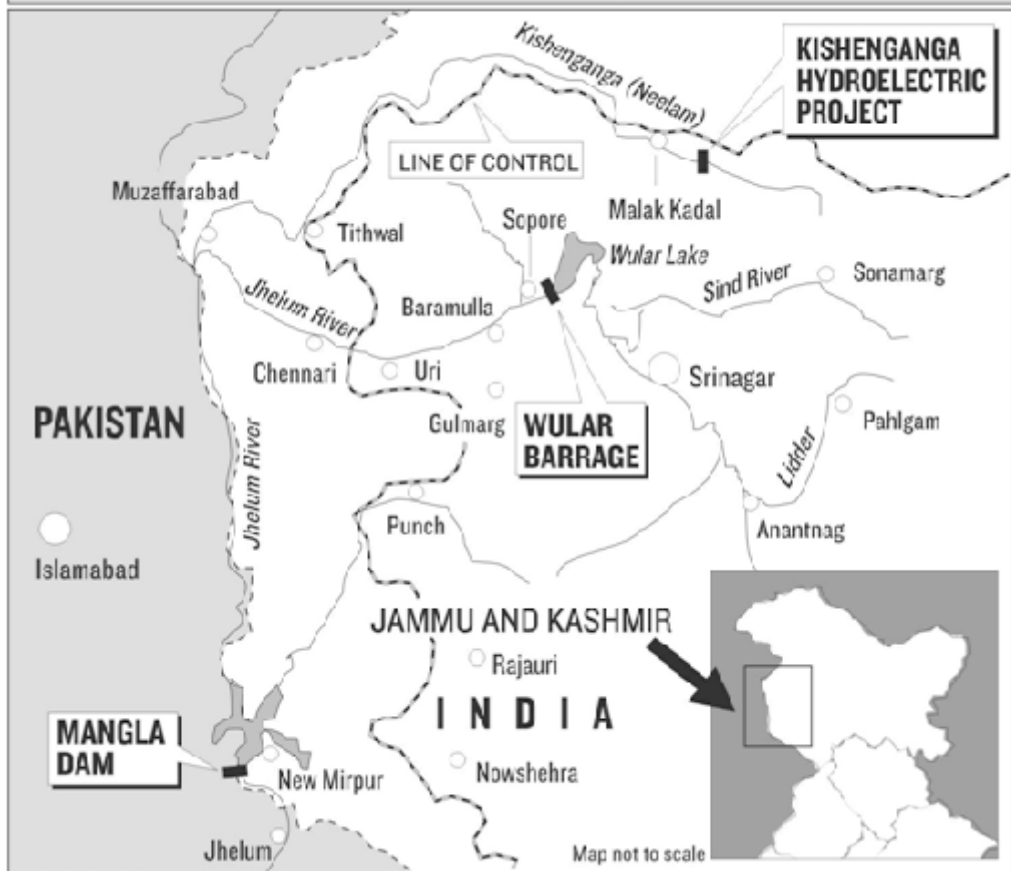 Kishenganga (Neelam)
KISHENGANGA
HYDROELECTRIC
PROJECT
LINE OF CONTROL
Muzaffarabad
Tithwal
Sopore
Malak Kadal
Wular Lake
Sind River
Sonamarg
Jhelum River
Baramulla
Chennari
Uri
Srinagar
Gulmarg
WULAR
BARRAGE
Pahlgam
Lidder
PAKISTAN
Jhelum River
Punch
Anantnag
Islamabad
JAMMU AND KASHMIR
Rajauri
INDIA
MANGLA
DAM
New Mirpur
Nowshehra
Jhelum
Map not to scale